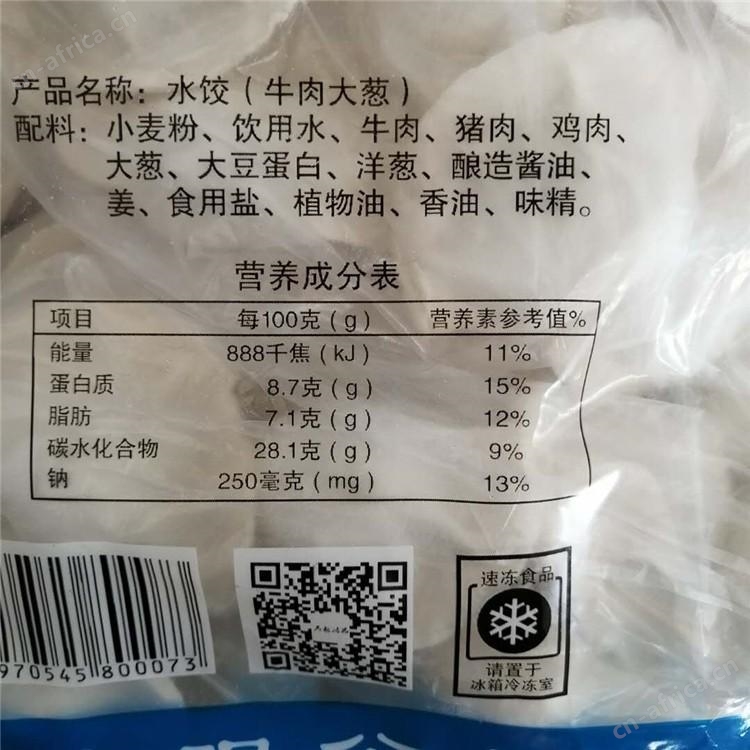 产品名称：水饺（牛肉大葱）
配料：小麦粉、饮用水、牛肉、猪肉、鸡肉、
大葱、大豆蛋白、洋葱、酿造酱油、
姜、食用盐、植物油、香油、味精。
营养成分表
项目 每100克(g) 营养素参考值%
能量 888千焦(kJ) 11%
蛋白质 8.7克(g) 15%
脂肪 7.1克(g) 12%
碳水化合物 28.1克(g) 9%
钠 250毫克(mg) 13%
970545 800073
速冻食品
请置于
冰箱冷冻室
cn-africa.cn
cn-africa.cn